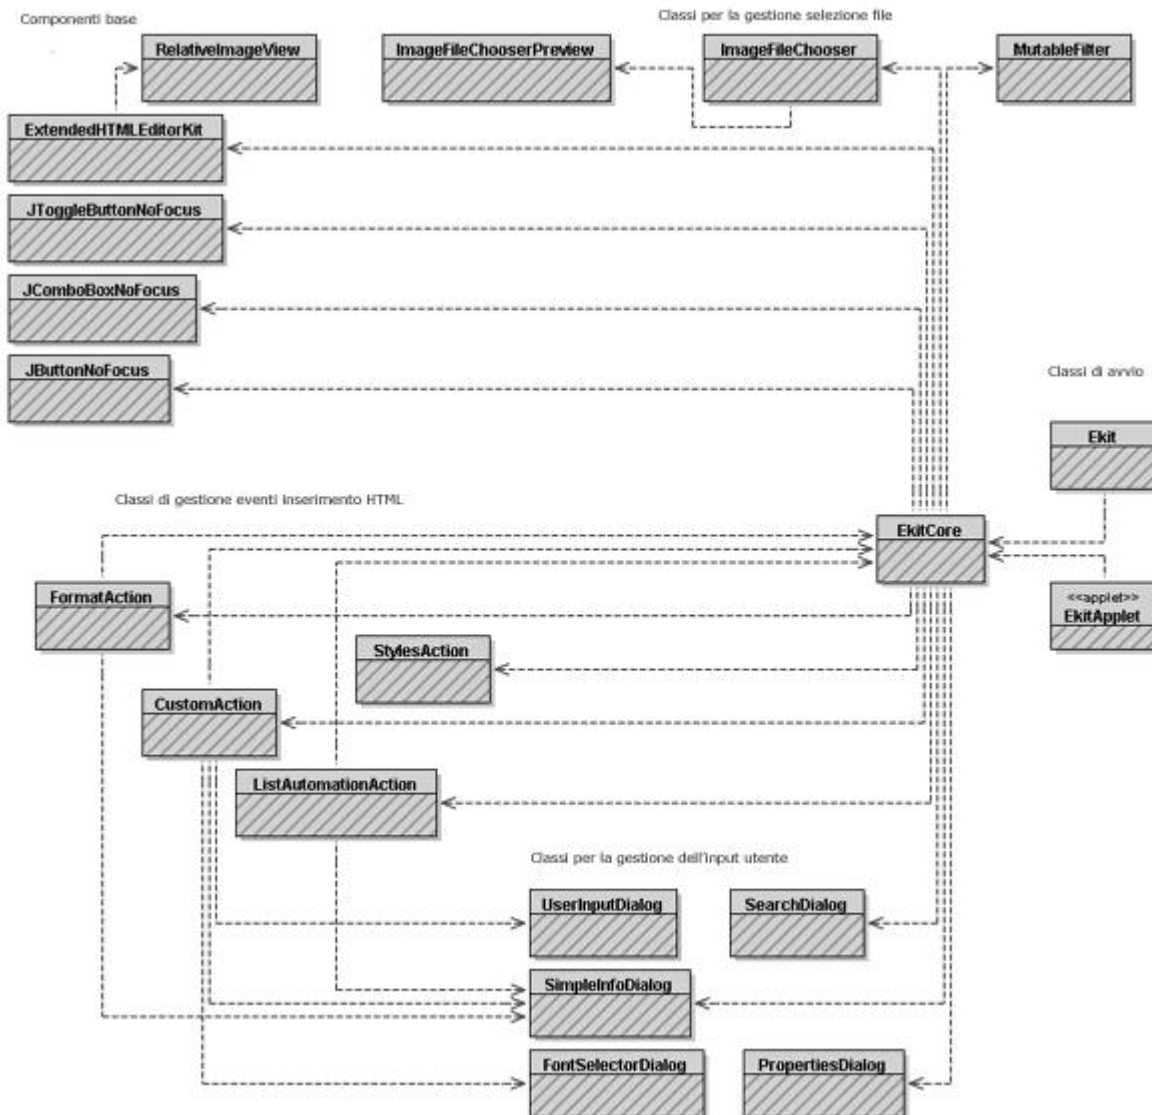 Componenti base
Classi per la gestione selezione file
RelativeImageView
ImageFileChooserPreview
ImageFileChooser
MutableFilter
ExtendedHTMLEditorKit
JToggleButtonNoFocus
JComboBoxNoFocus
JButtonNoFocus
Classi di avvio
Ekit
Classi di gestione eventi inserimento HTML
EkitCore
FormatAction
<<applet>>
EkitApplet
StylesAction
CustomAction
ListAutomationAction
Classi per la gestione dell'input utente
UserInputDialog
SearchDialog
SimpleInfoDialog
FontSelectorDialog
PropertiesDialog